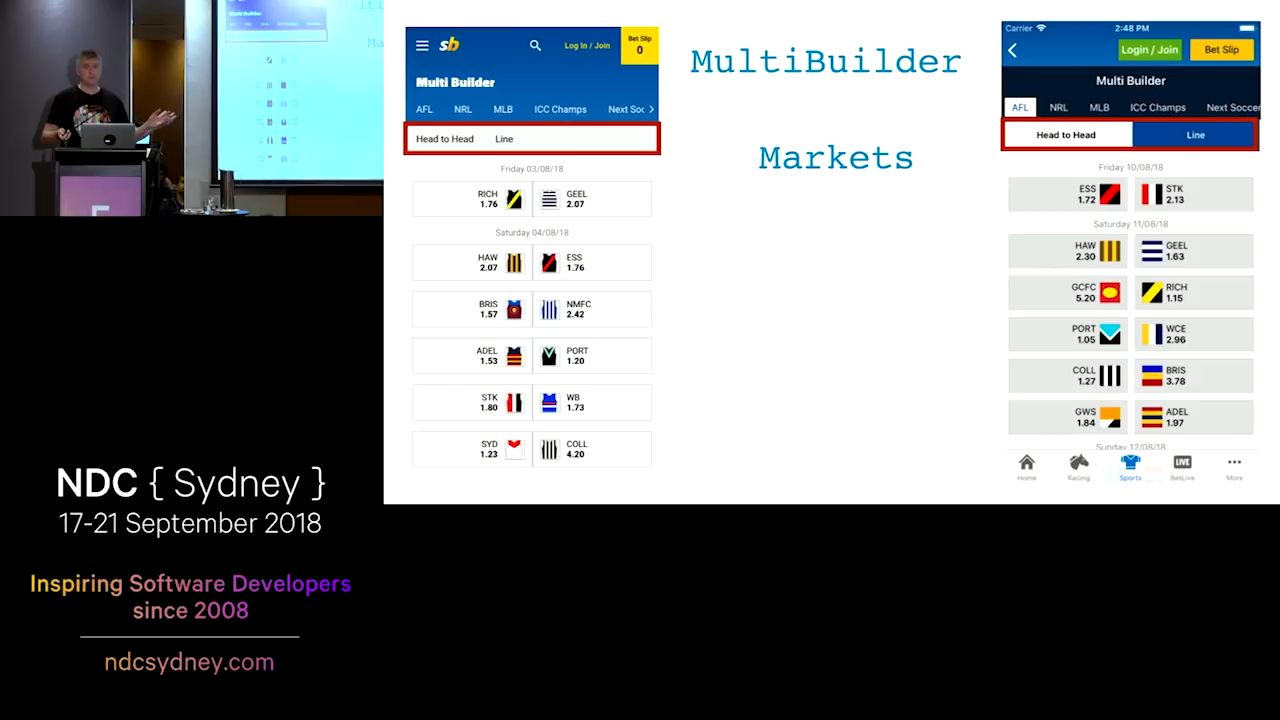 sb
Log In / Join
Bet Slip
0
Multi Builder
AFL NRL MLB ICC Champs Next Soc
Head to Head Line
Friday 03/08/18
RICH
1.76
GEEL
2.07
Saturday 04/08/18
HAW
2.07
ESS
1.76
BRIS
1.57
NMFC
2.42
ADEL
1.53
PORT
1.20
STK
1.80
WB
1.73
SYD
1.23
COLL
4.20
MultiBuilder
Markets
Carrier 2:48 PM
Login / Join
Bet Slip
Multi Builder
AFL NRL MLB ICC Champs Next Soccer
Head to Head Line
Friday 10/08/18
ESS
1.72
STK
2.13
Saturday 11/08/18
HAW
2.30
GEEL
1.63
GCFC
5.20
RICH
1.15
PORT
1.05
WCE
2.96
COLL
1.27
BRIS
3.78
GWS
1.84
ADEL
1.97
Sunday 12/08/18
Home Racing Sports LIVE BetLive More
NDC { Sydney }
17-21 September 2018
Inspiring Software Developers
since 2008
ndcsydney.com